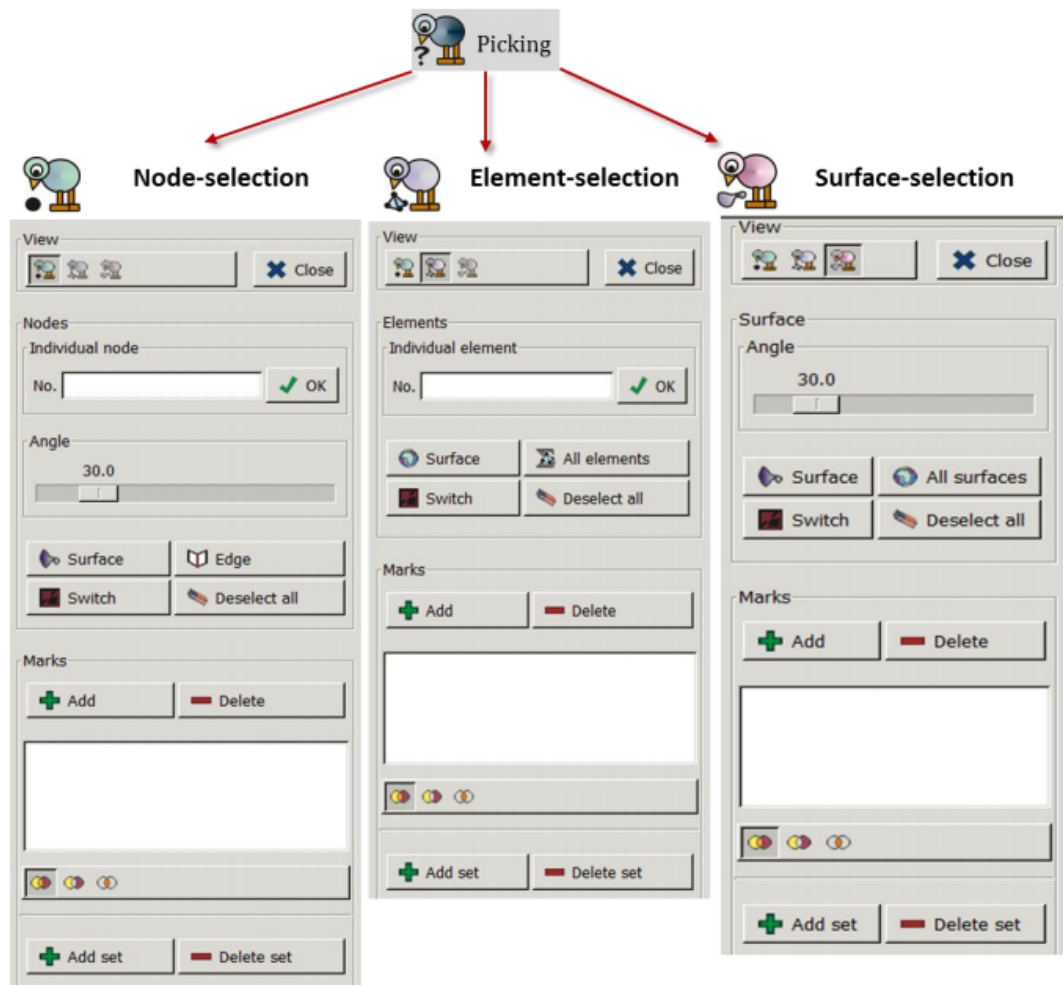 Picking
Node-selection
View
Close
Nodes
Individual node
No.
OK
Angle
30.0
Surface
Edge
Switch
Deselect all
Marks
Add
Delete
Add set
Delete set
Element-selection
View
Close
Elements
Individual element
No.
OK
Surface
All elements
Switch
Deselect all
Marks
Add
Delete
Add set
Delete set
Surface-selection
View
Close
Surface
Angle
30.0
Surface
All surfaces
Switch
Deselect all
Marks
Add
Delete
Add set
Delete set